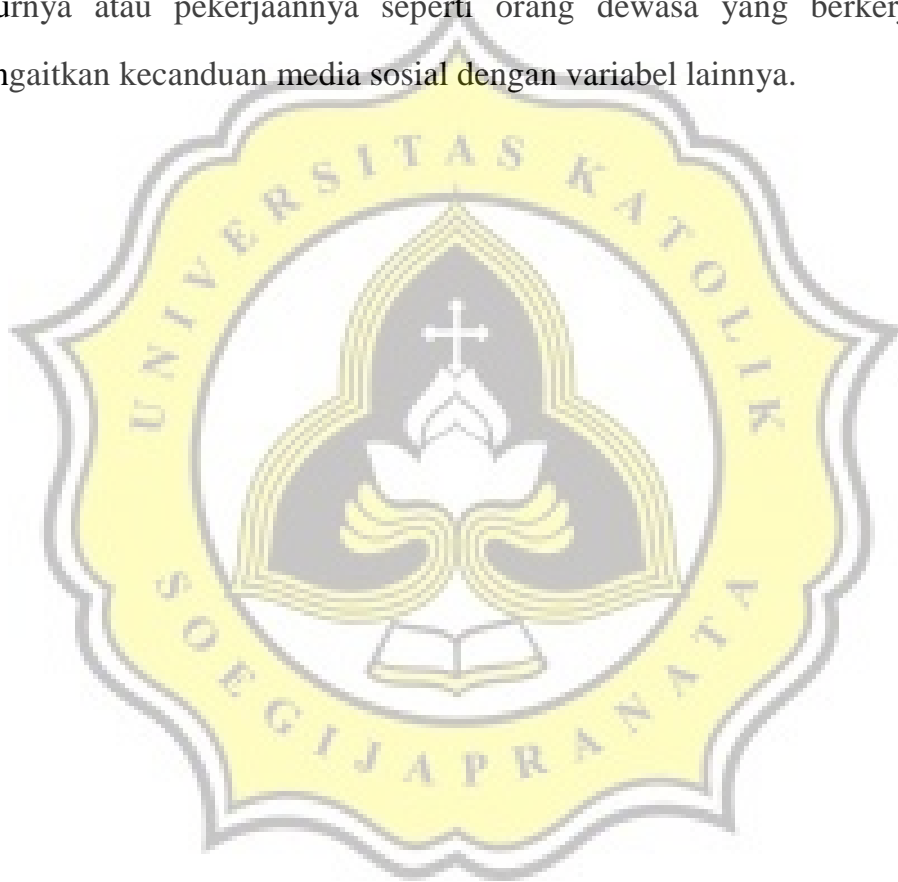 urnya atau pekerjaannya seperti orang dewasa yang berkerj
ngaitkan kecanduan media sosial dengan variabel lainnya.
UNIVERSITAS KATOLIK
SOEGIJAPRANATA